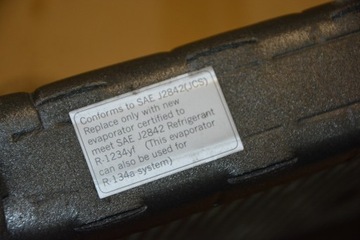 Conforms to SAE J2842(JCS)
Replace only with new
evaporator certified to
meet SAE J2842 Refrigerant
R-1234yf (This evaporator
can also be used for
R-134a system)